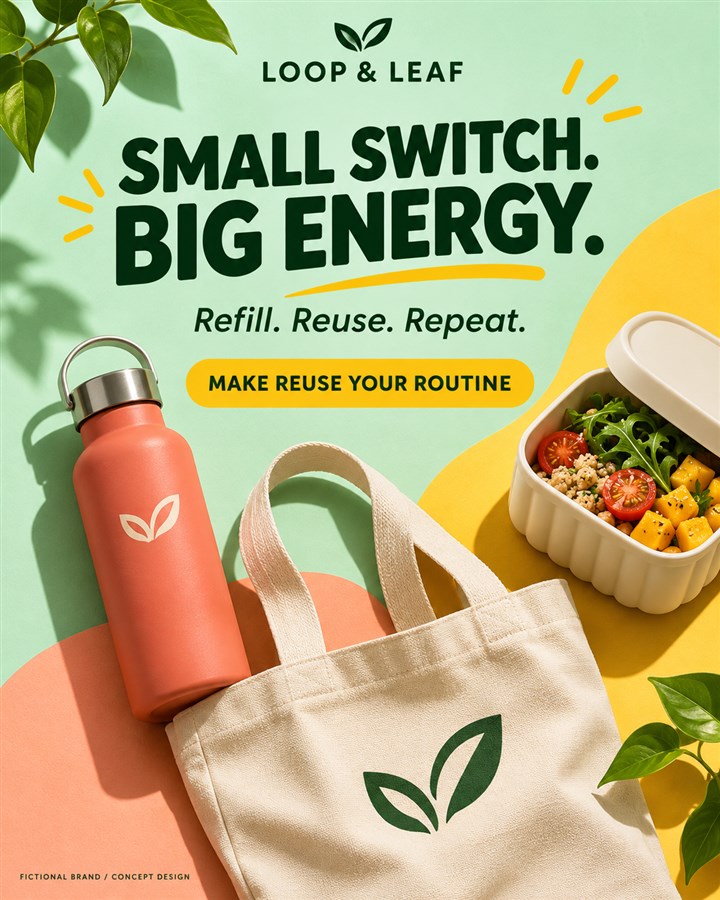 LOOP & LEAF
SMALL SWITCH.
BIG ENERGY.
Refill. Reuse. Repeat.
MAKE REUSE YOUR ROUTINE
FICTIONAL BRAND / CONCEPT DESIGN